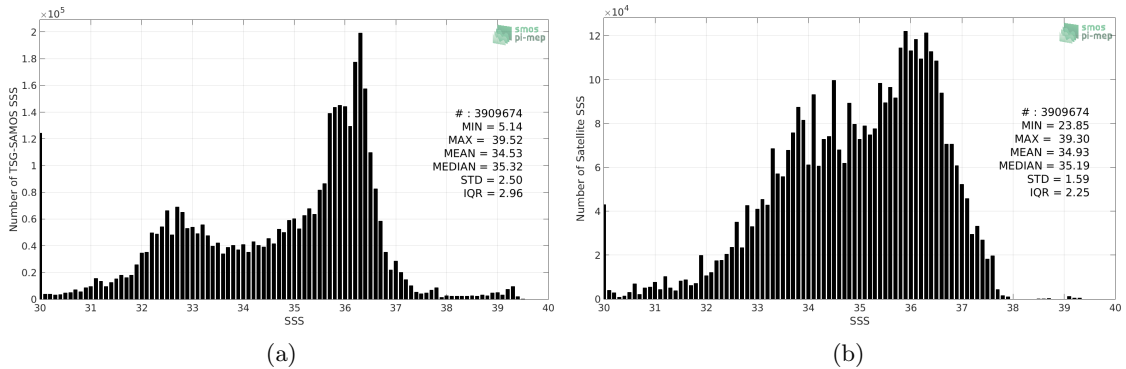 ×10⁵
2
1.8
1.6
1.4
1.2
1
0.8
0.6
0.4
0.2
0
Number of TSG-SAMOS SSS
smos
pi-mep
# : 3909674
MIN = 5.14
MAX = 39.52
MEAN = 34.53
MEDIAN = 35.32
STD = 2.50
IQR = 2.96
30 31 32 33 34 35 36 37 38 39 40
SSS
(a)
×10⁴
12
10
8
6
4
2
0
Number of Satellite SSS
smos
pi-mep
# : 3909674
MIN = 23.85
MAX = 39.30
MEAN = 34.93
MEDIAN = 35.19
STD = 1.59
IQR = 2.25
30 31 32 33 34 35 36 37 38 39 40
SSS
(b)